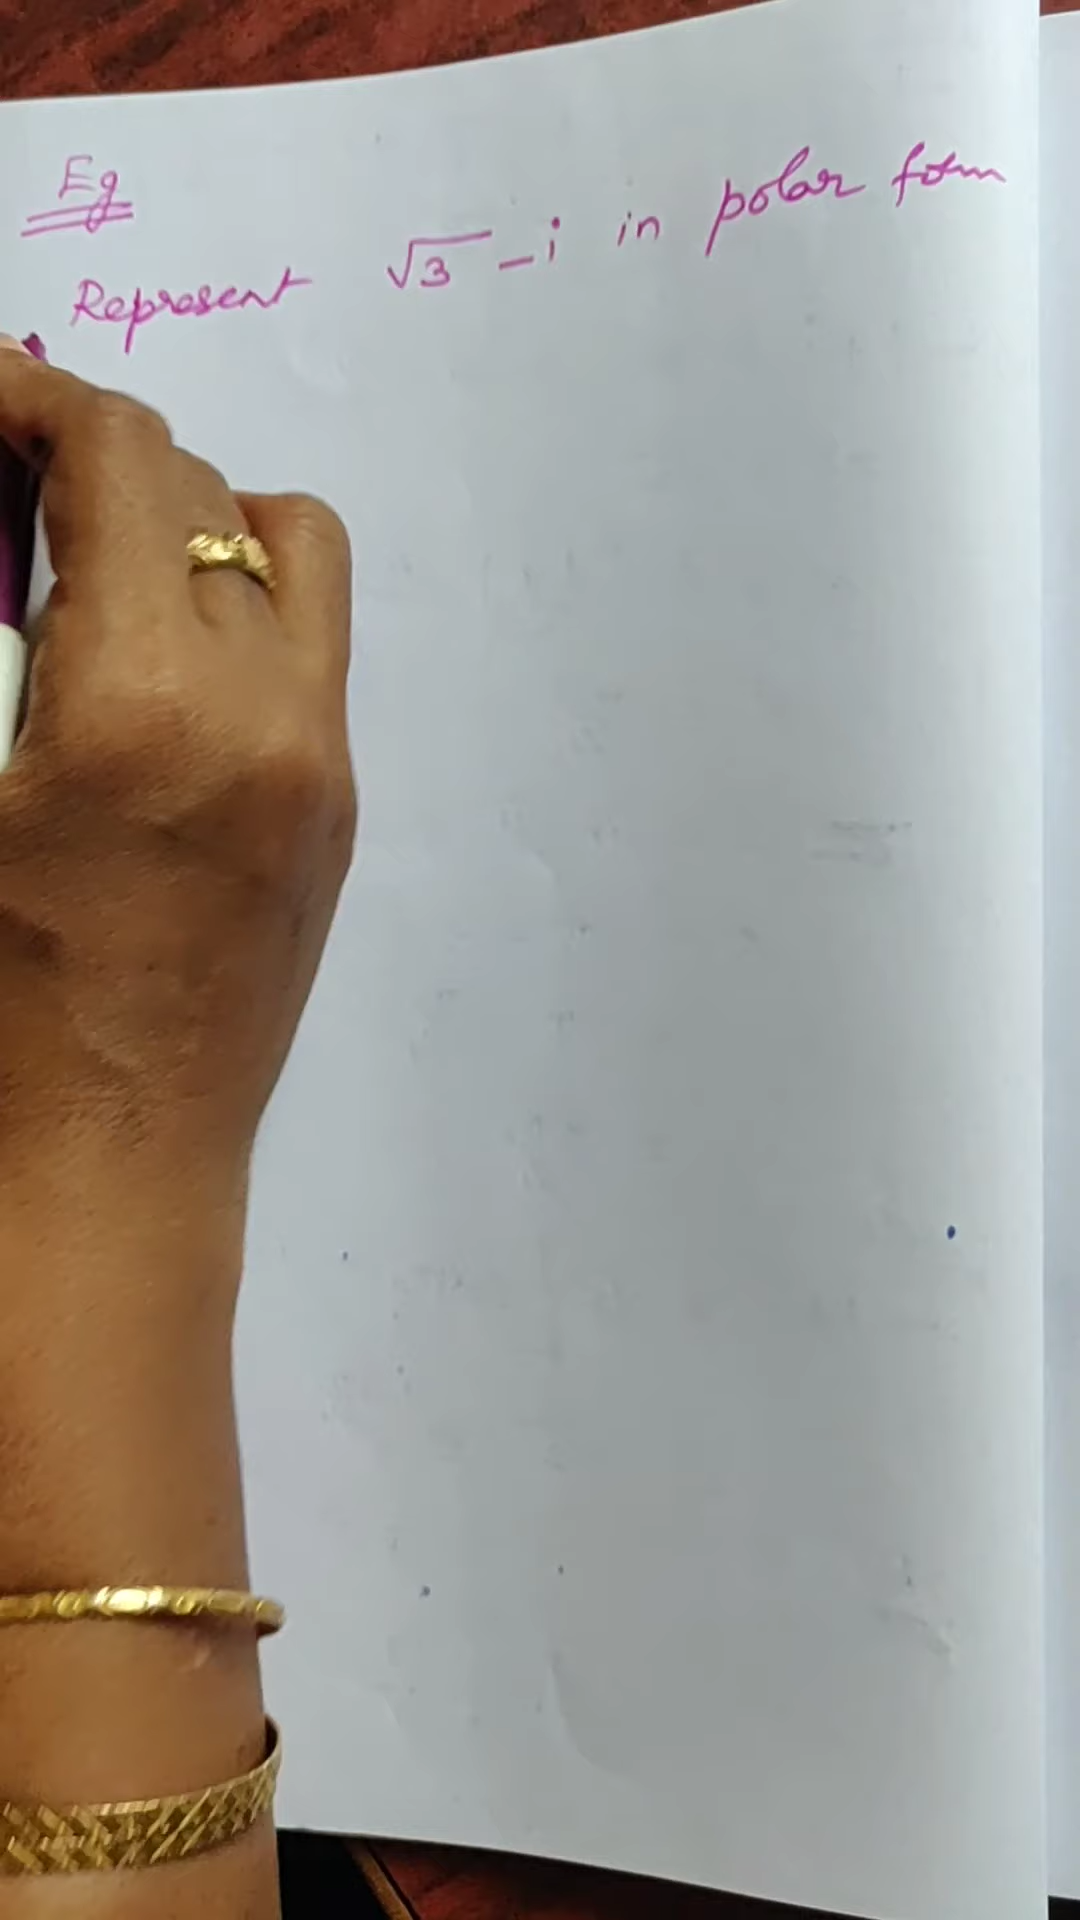 Eg
Represent √3 - i in polar form